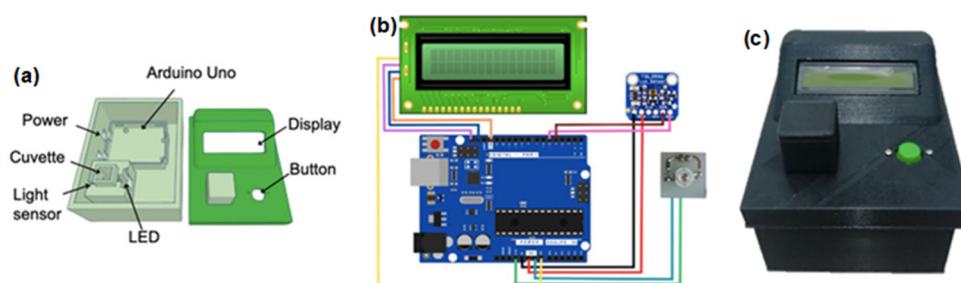 (a)
Arduino Uno
Power
Cuvette
Light
sensor
LED
Display
Button
(b)
(c)